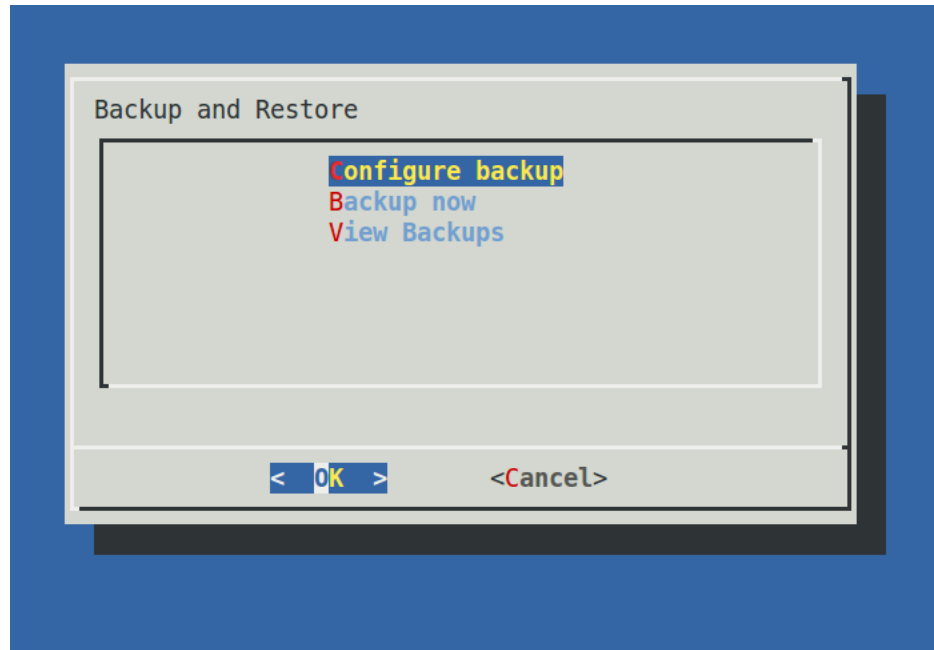 Backup and Restore
Configure backup
Backup now
View Backups
<  OK  > <Cancel>